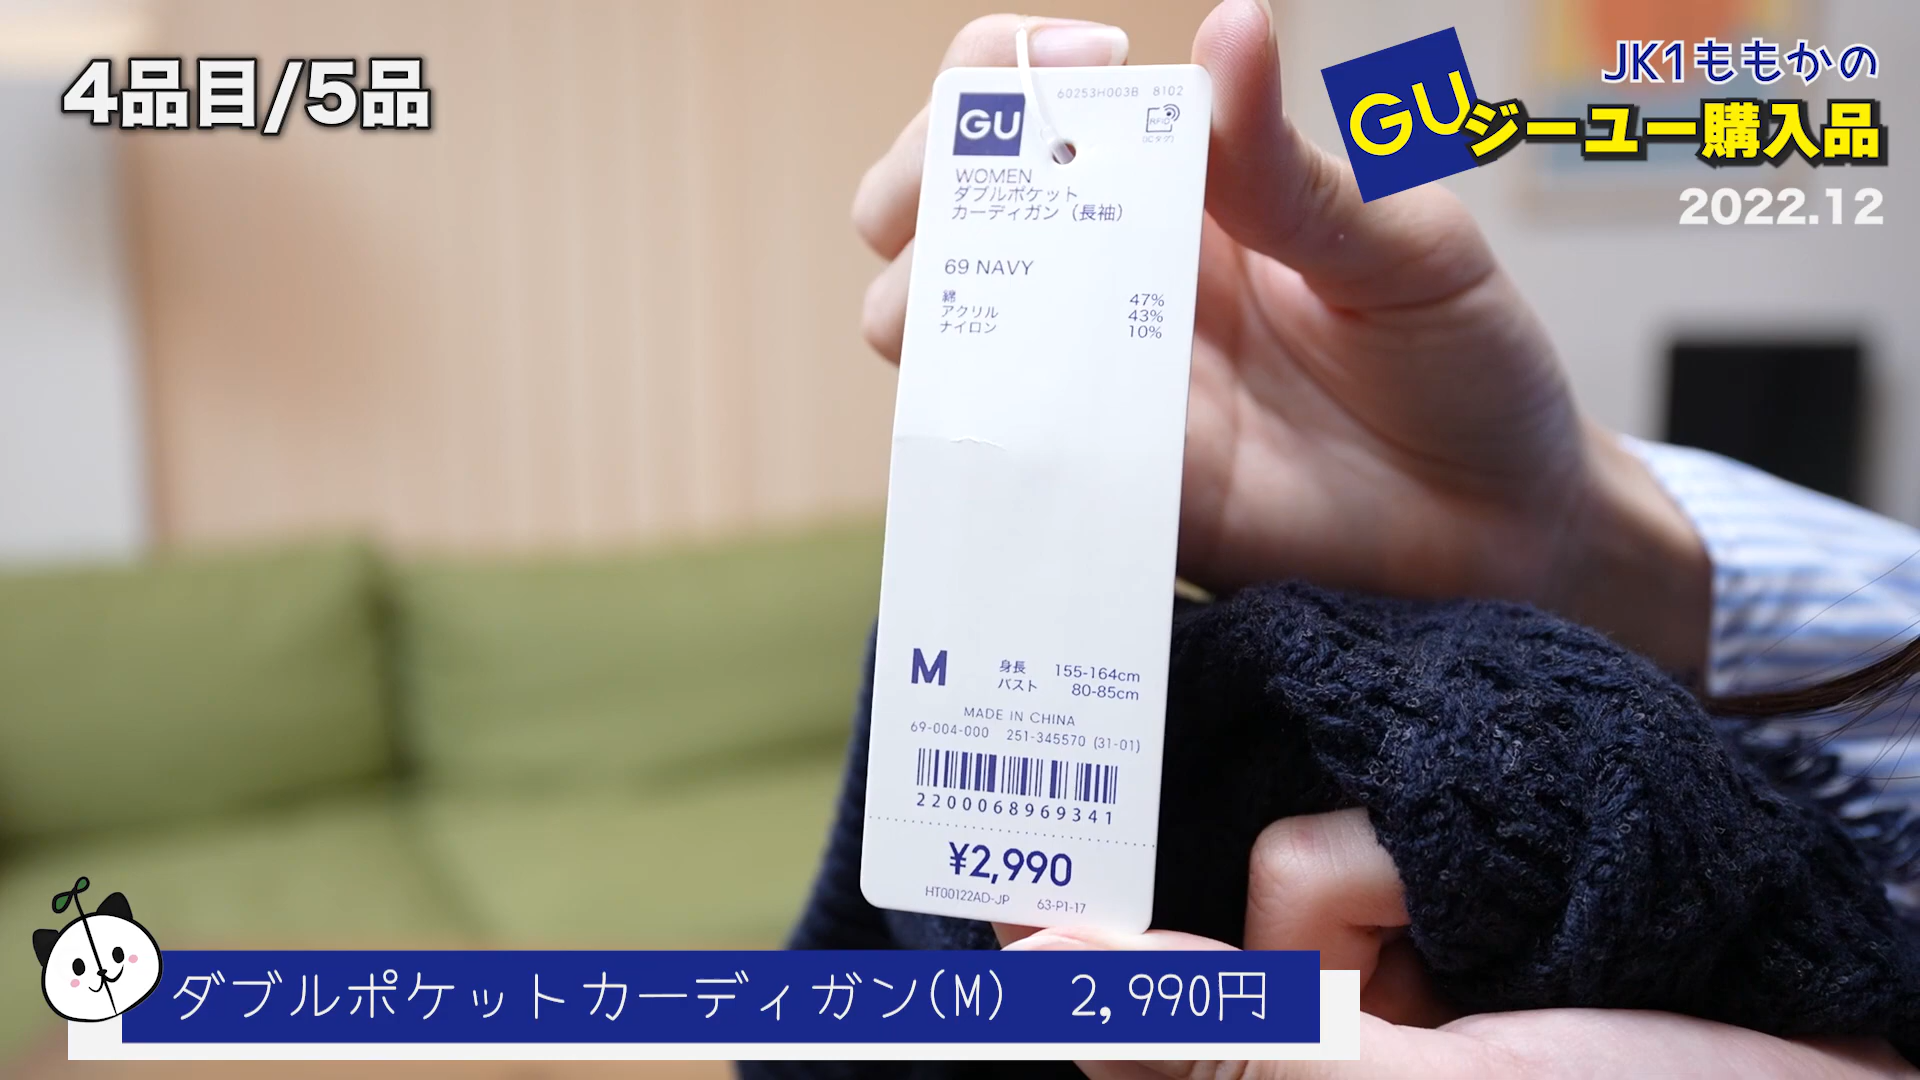 4品目/5品
JK1ももかの
GU
ジーユー購入品
2022.12
60253H003B 8102
GU
RFID
(ICタグ)
WOMEN
ダブルポケット
カーディガン（長袖）
69 NAVY
綿 47%
アクリル 43%
ナイロン 10%
M 身長 155-164cm
バスト 80-85cm
MADE IN CHINA
69-004-000 251-345570 (31-01)
2200068969341
¥2,990
HT00122AD-JP 63-P1-17
ダブルポケットカーディガン(M) 2,990円